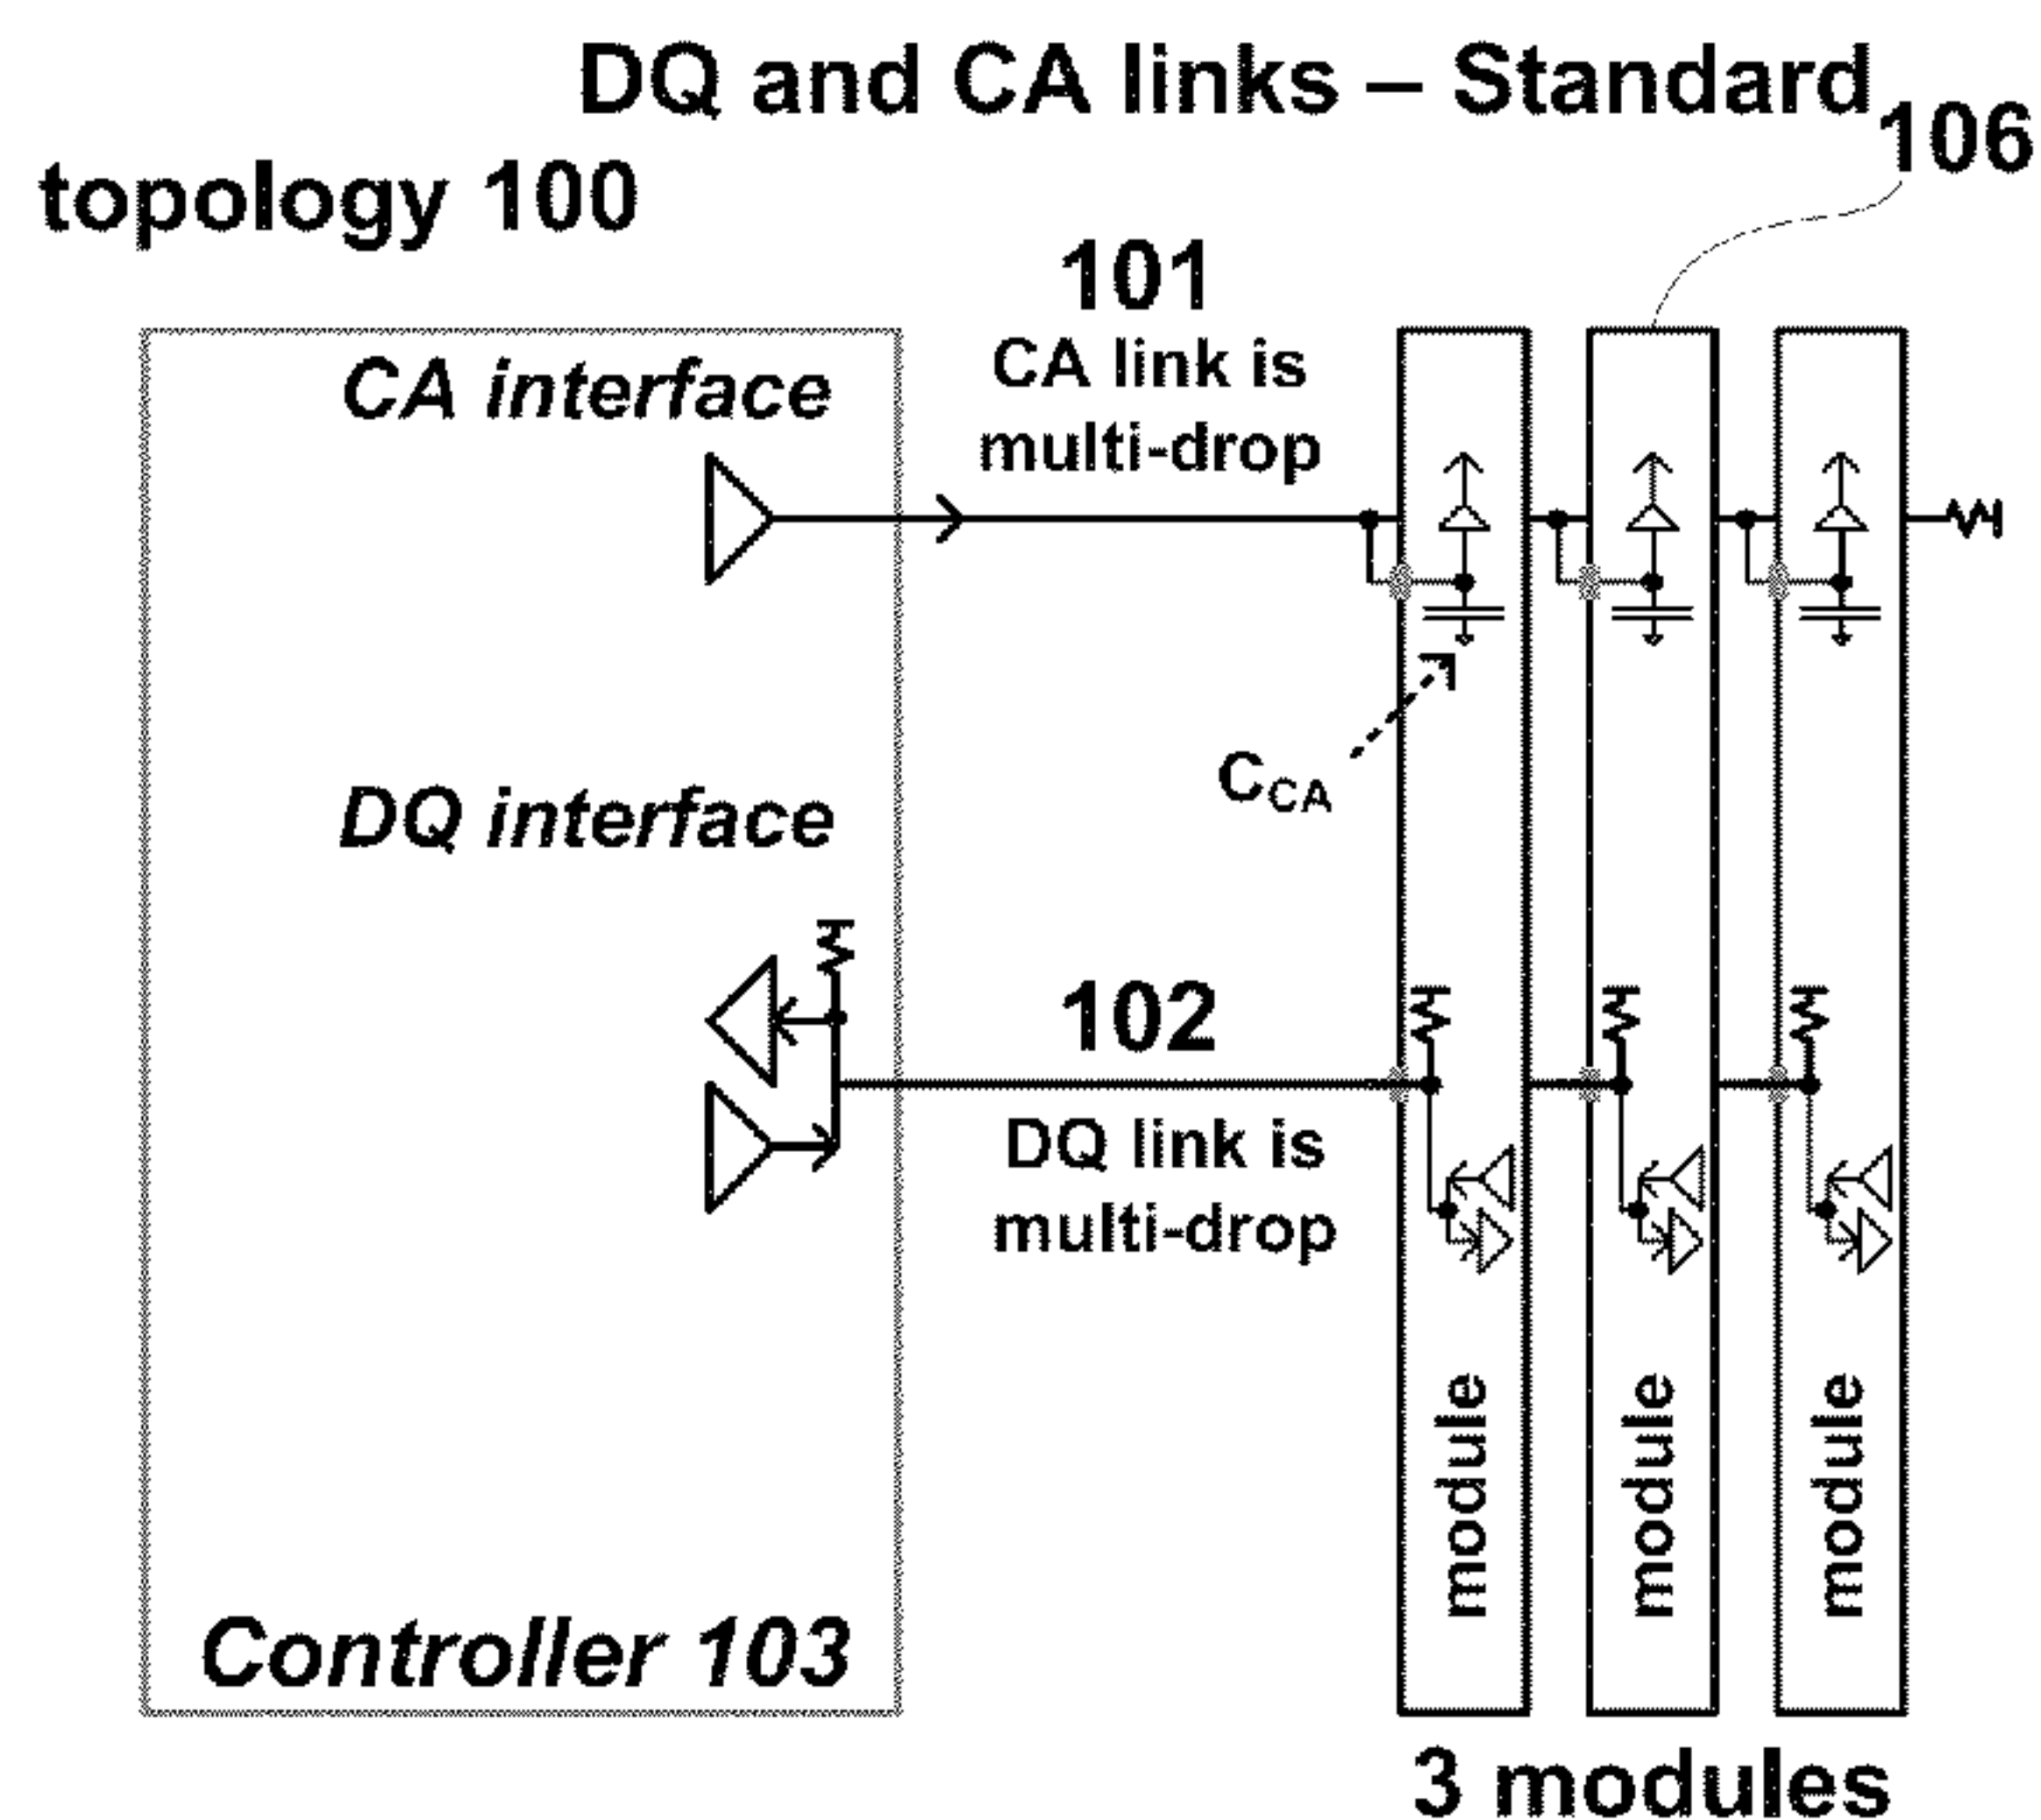 DQ and CA links – Standard
topology 100
106
101
CA link is
multi-drop
CA interface
C_CA
DQ interface
102
DQ link is
multi-drop
module
module
module
Controller 103
3 modules